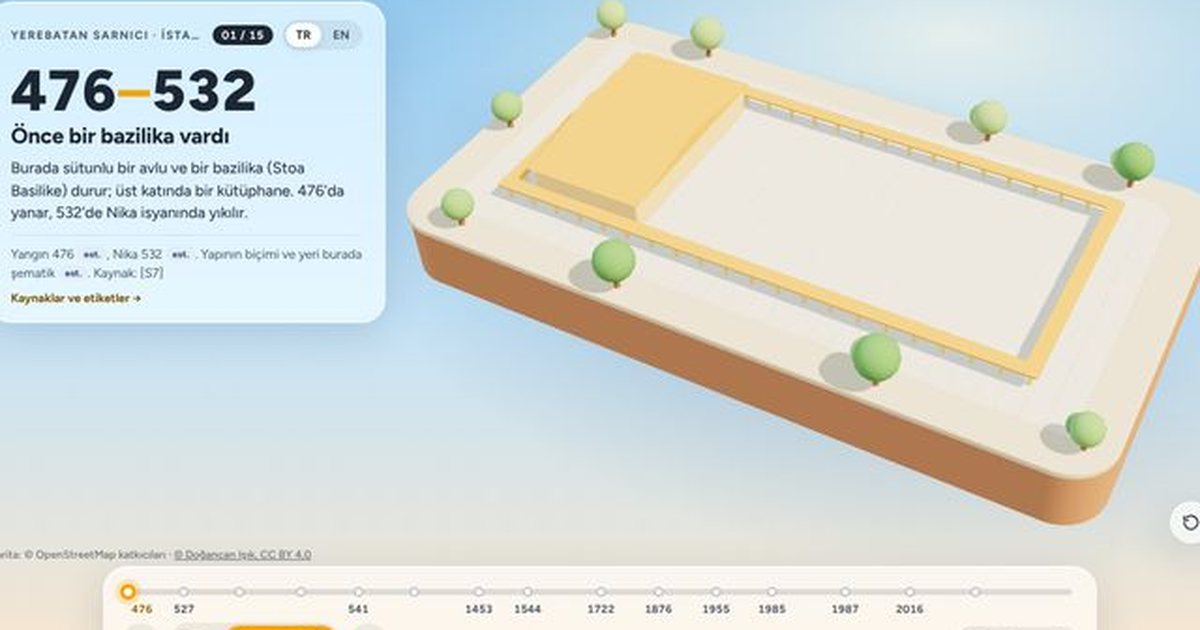 YEREBATAN SARNICI · İSTA...
01 / 15
TR EN
476–532
Önce bir bazilika vardı
Burada sütunlu bir avlu ve bir bazilika (Stoa
Basilike) durur; üst katında bir kütüphane. 476'da
yanar, 532'de Nika isyanında yıkılır.
Yangın 476 est. , Nika 532 est. . Yapının biçimi ve yeri burada
şematik est. . Kaynak: [S7]
Kaynaklar ve etiketler →
© OpenStreetMap katkıcıları · © Doğancan Işık, CC BY 4.0
476 527 541 1453 1544 1722 1876 1955 1985 1987 2016